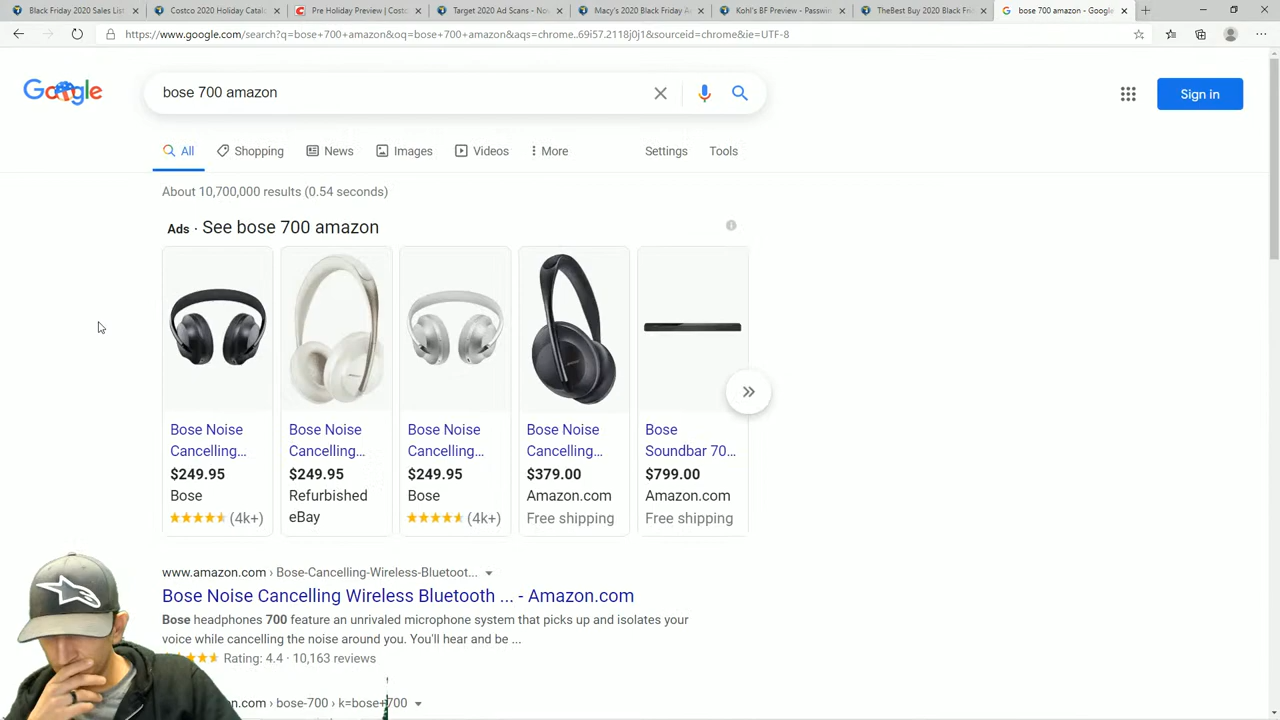 Black Friday 2020 Sales List
Costco 2020 Holiday Catal
Pre Holiday Preview | Costc
Target 2020 Ad Scans - No
Macy's 2020 Black Friday A
Kohl's BF Preview - Passwin
TheBest Buy 2020 Black Fri
bose 700 amazon - Google
https://www.google.com/search?q=bose+700+amazon&oq=bose+700+amazon&aqs=chrome..69i57.2118j0j1&sourceid=chrome&ie=UTF-8
Google
bose 700 amazon
Sign in
All
Shopping
News
Images
Videos
More
Settings
Tools
About 10,700,000 results (0.54 seconds)
Ads · See bose 700 amazon
Bose Noise
Cancelling...
$249.95
Bose
(4k+)
Bose Noise
Cancelling...
$249.95
Refurbished
eBay
Bose Noise
Cancelling...
$249.95
Bose
(4k+)
Bose Noise
Cancelling...
$379.00
Amazon.com
Free shipping
Bose
Soundbar 70...
$799.00
Amazon.com
Free shipping
www.amazon.com › Bose-Cancelling-Wireless-Bluetoot...
Bose Noise Cancelling Wireless Bluetooth ... - Amazon.com
Bose headphones 700 feature an unrivaled microphone system that picks up and isolates your
voice while cancelling the noise around you. You'll hear and be ...
Rating: 4.4 · 10,163 reviews
n.com › bose-700 › k=bose+700